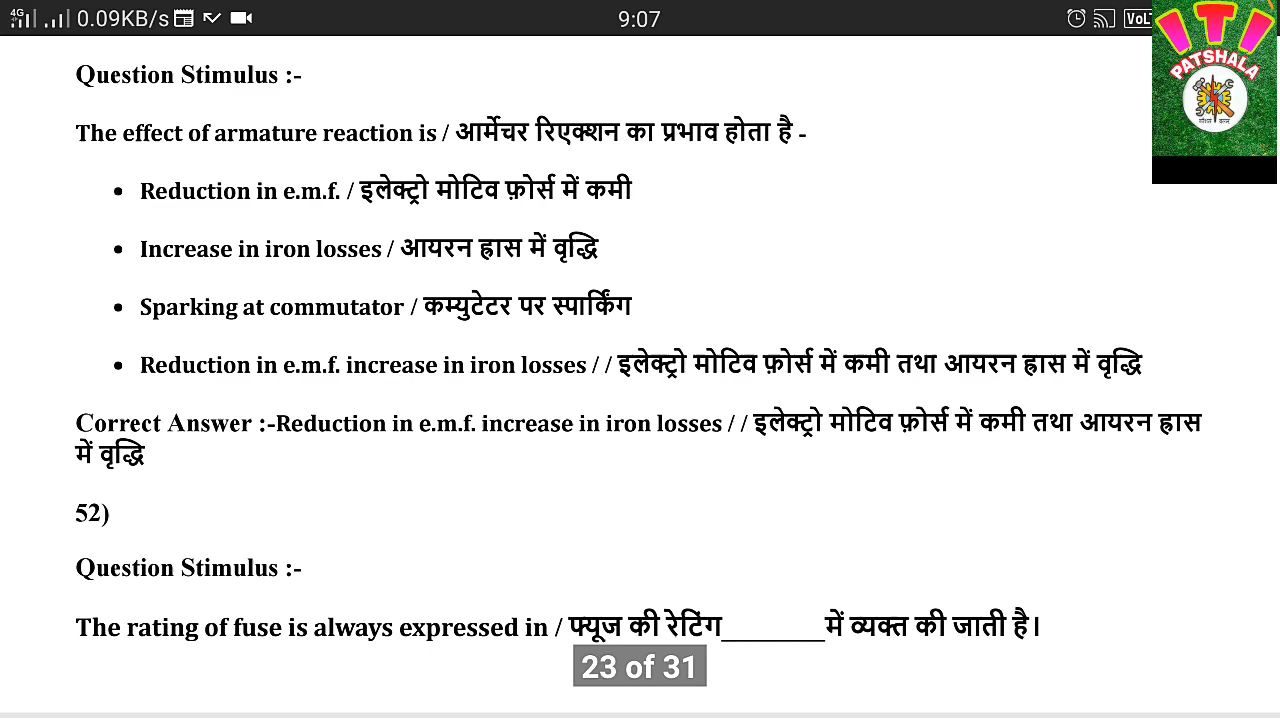 4G 0.09KB/s 9:07 VoLT
ITI
PATSHALA
Question Stimulus :-
The effect of armature reaction is / आर्मेचर रिएक्शन का प्रभाव होता है -
• Reduction in e.m.f. / इलेक्ट्रो मोटिव फ़ोर्स में कमी
• Increase in iron losses / आयरन ह्रास में वृद्धि
• Sparking at commutator / कम्युटेटर पर स्पार्किंग
• Reduction in e.m.f. increase in iron losses / / इलेक्ट्रो मोटिव फ़ोर्स में कमी तथा आयरन ह्रास में वृद्धि
Correct Answer :-Reduction in e.m.f. increase in iron losses / / इलेक्ट्रो मोटिव फ़ोर्स में कमी तथा आयरन ह्रास
में वृद्धि
52)
Question Stimulus :-
The rating of fuse is always expressed in / फ्यूज की रेटिंग________में व्यक्त की जाती है।
23 of 31